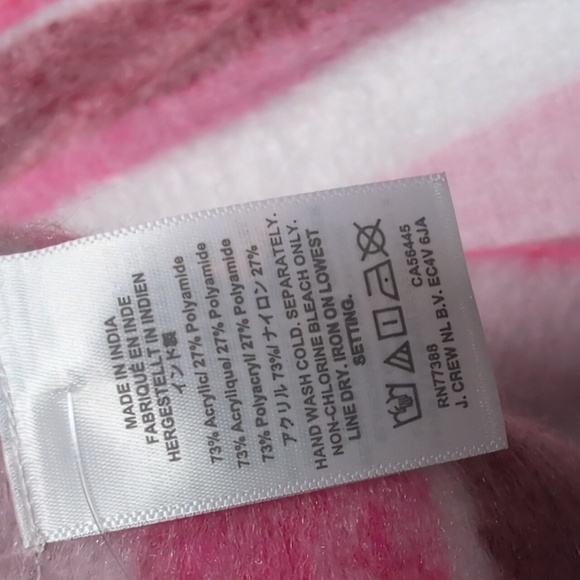 MADE IN INDIA
FABRIQUÉ EN INDE
HERGESTELLT IN INDIEN
インド製
73% Acrylic/ 27% Polyamide
73% Acrylique/ 27% Polyamide
73% Polyacryl/ 27% Polyamide
アクリル 73%/ ナイロン 27%
HAND WASH COLD. SEPARATELY.
NON-CHLORINE BLEACH ONLY.
LINE DRY. IRON ON LOWEST
SETTING.
CA56445
RN77388
J. CREW NL B.V. EC4V 6JA